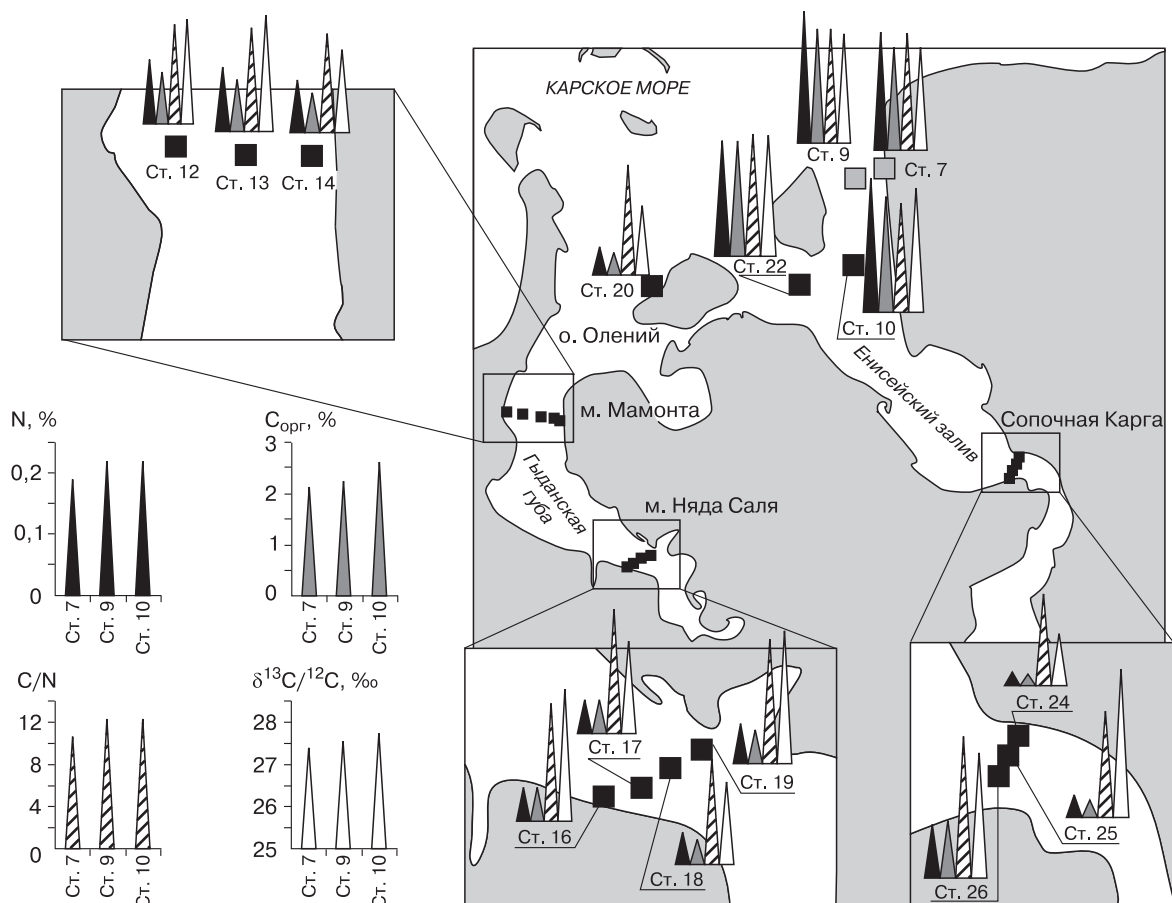 Ст. 12
Ст. 13
Ст. 14
КАРСКОЕ МОРЕ
Ст. 9
Ст. 7
Ст. 22
Ст. 20
Ст. 10
о. Олений
Енисейский залив
м. Мамонта
Сопочная Карга
Гыданская
губа
м. Няда Саля
N, %
0,2
0,1
0
Ст. 7
Ст. 9
Ст. 10
Cорг, %
3
2
1
0
Ст. 7
Ст. 9
Ст. 10
C/N
12
8
4
0
Ст. 7
Ст. 9
Ст. 10
δ¹³C/¹²C, ‰
28
27
26
25
Ст. 7
Ст. 9
Ст. 10
Ст. 17
Ст. 19
Ст. 16
Ст. 18
Ст. 24
Ст. 25
Ст. 26